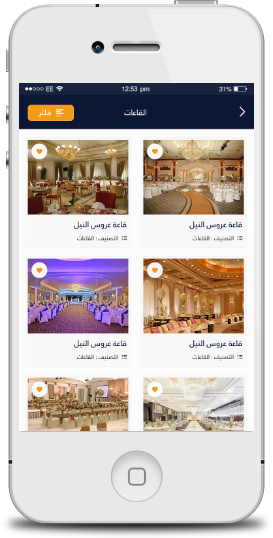 EE 12:53 pm 31%
القاعات
فلتر
قاعة عروس النيل
التصنيف : القاعات
قاعة عروس النيل
التصنيف : القاعات
قاعة عروس النيل
التصنيف : القاعات
قاعة عروس النيل
التصنيف : القاعات